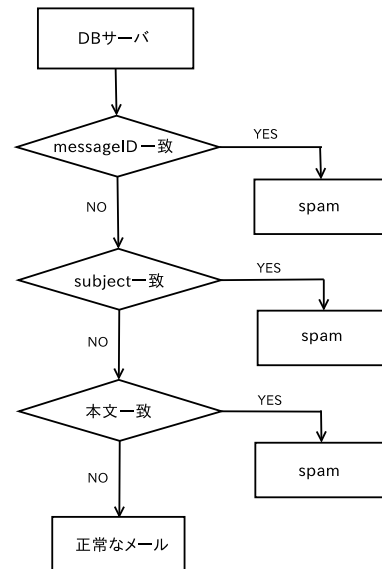 DBサーバ
messageID一致
YES
spam
NO
subject一致
YES
spam
NO
本文一致
YES
spam
NO
正常なメール